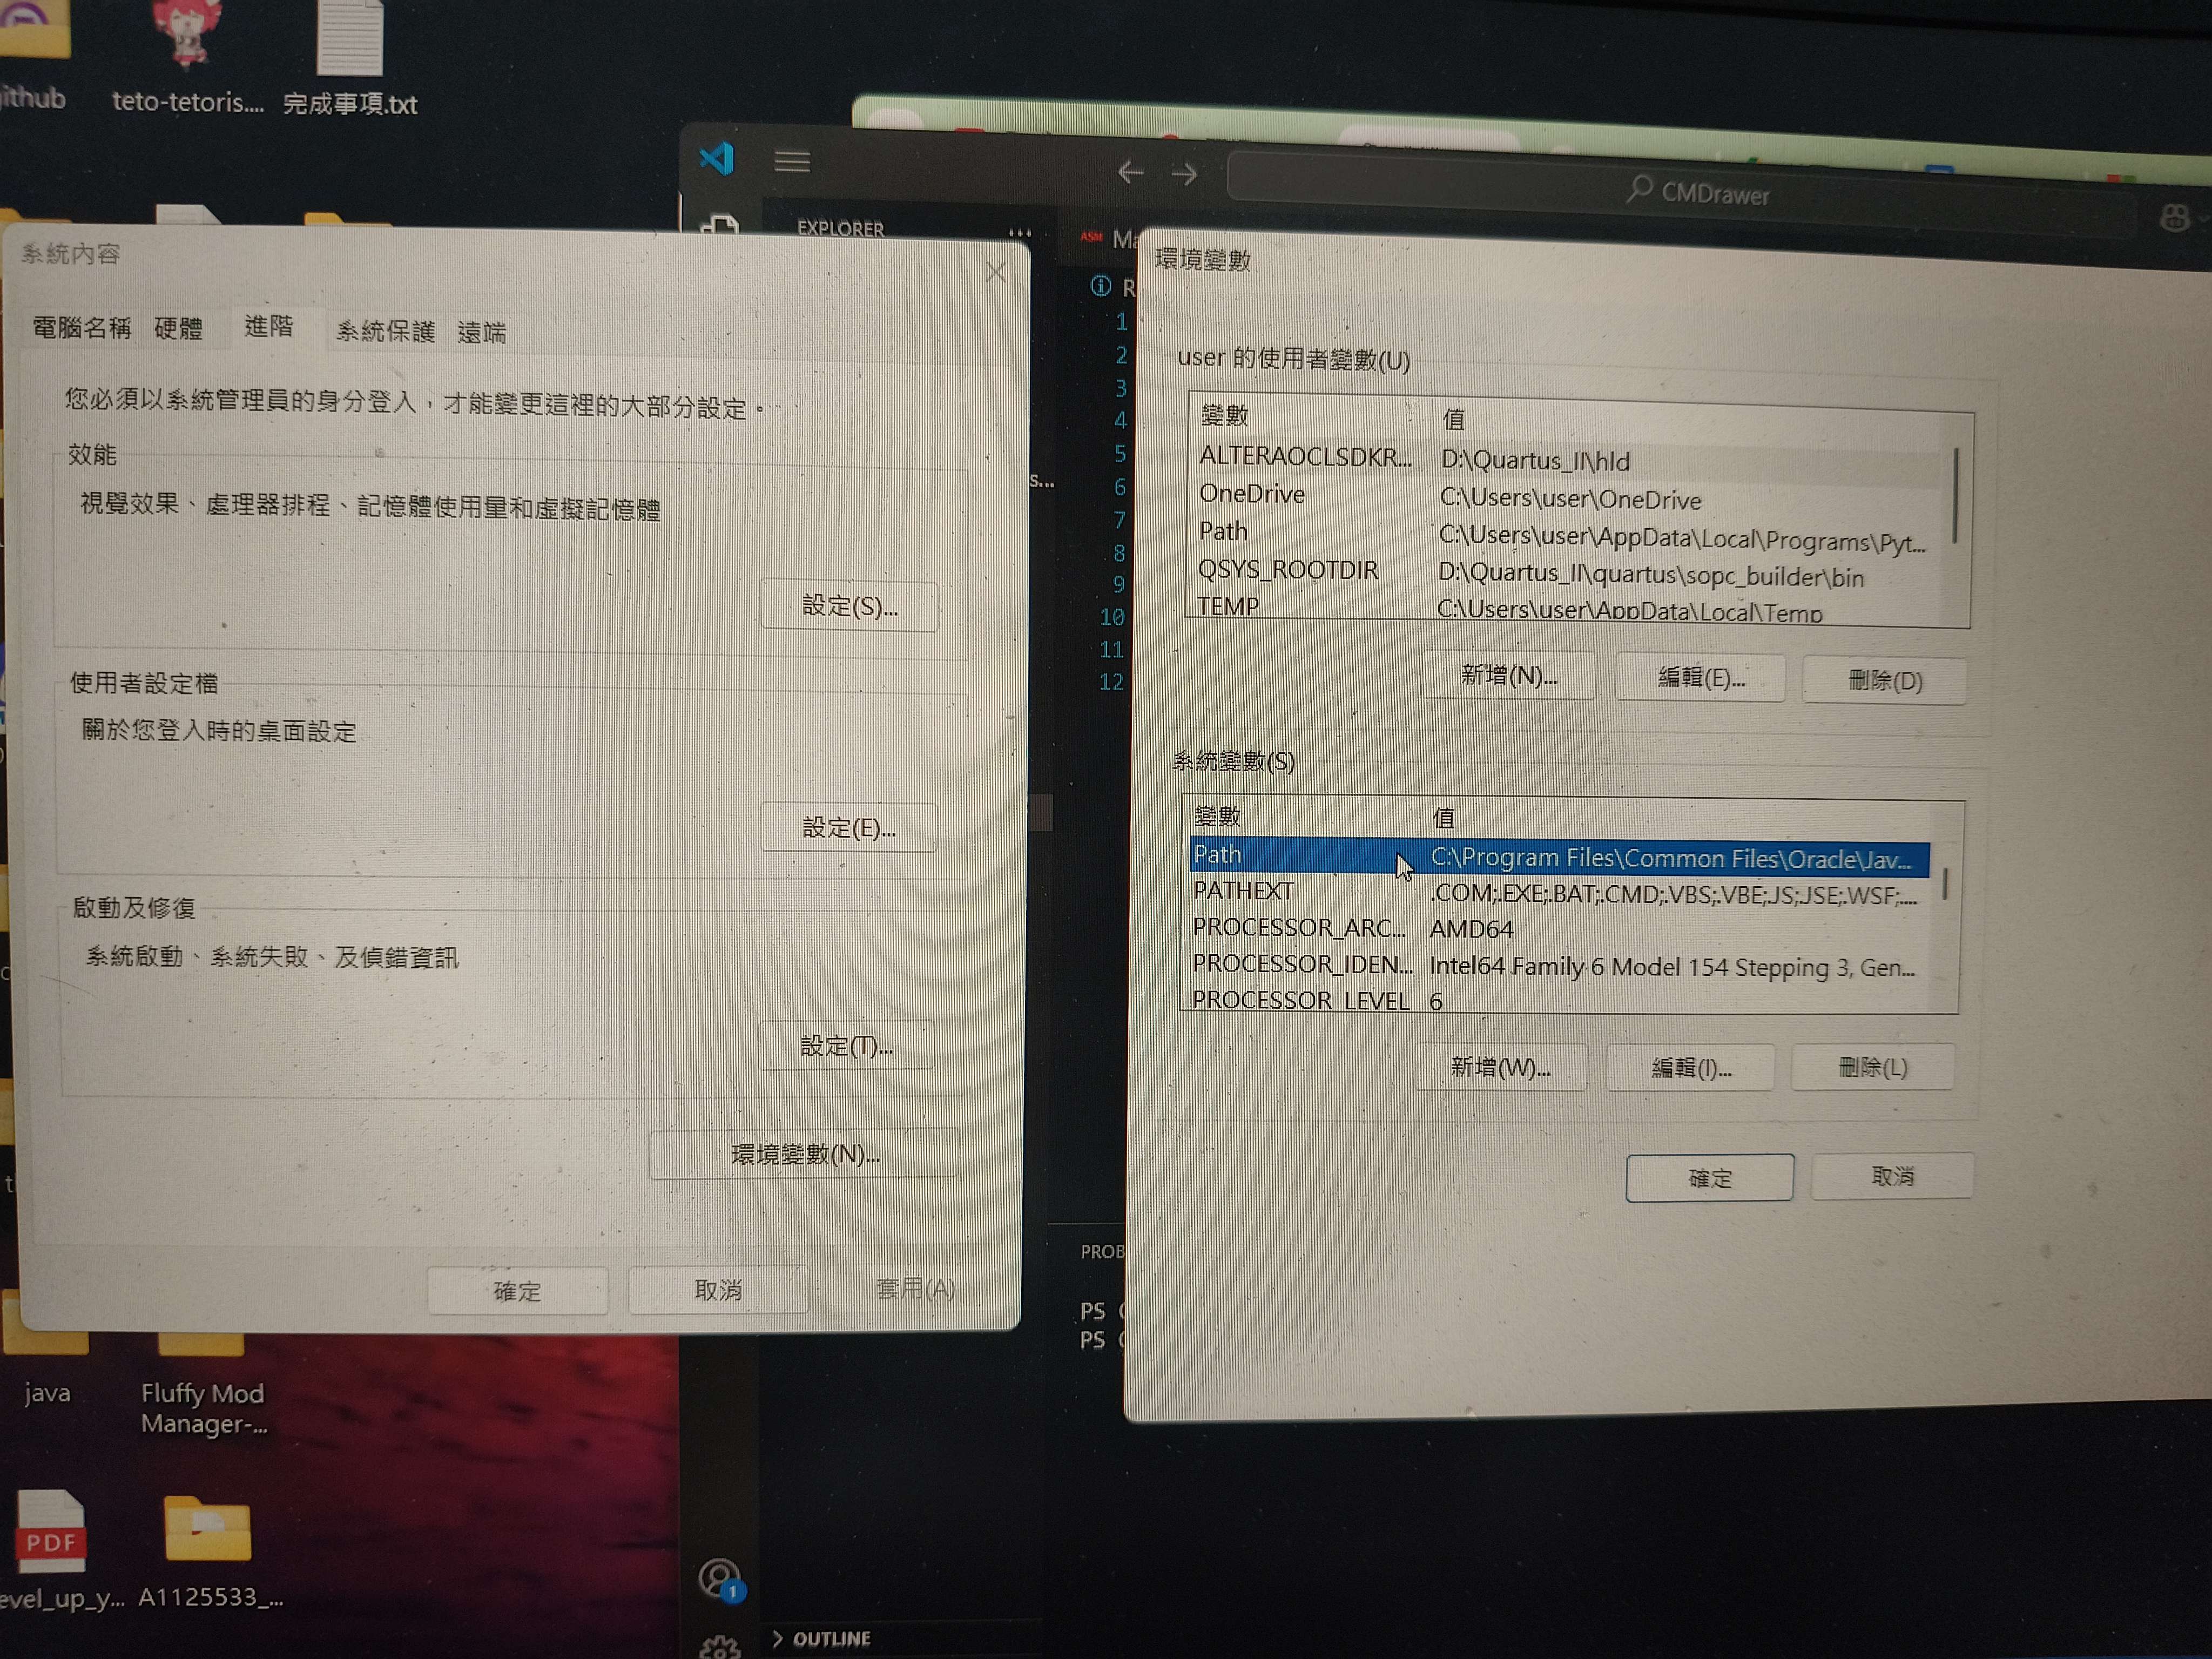 ithub
teto-tetoris....
完成事項.txt
CMDrawer
EXPLORER
...
ASM Ma
系統內容
電腦名稱 硬體 進階 系統保護 遠端
您必須以系統管理員的身分登入，才能變更這裡的大部分設定。
效能
視覺效果、處理器排程、記憶體使用量和虛擬記憶體
設定(S)...
使用者設定檔
關於您登入時的桌面設定
設定(E)...
啟動及修復
系統啟動、系統失敗、及偵錯資訊
設定(T)...
環境變數(N)...
確定 取消 套用(A)
R
1
2
3
4
5
6
7
8
9
10
11
12
s...
環境變數
user 的使用者變數(U)
變數 值
ALTERAOCLSDKR... D:\Quartus_II\hld
OneDrive C:\Users\user\OneDrive
Path C:\Users\user\AppData\Local\Programs\Pyt...
QSYS_ROOTDIR D:\Quartus_II\quartus\sopc_builder\bin
TEMP C:\Users\user\AppData\Local\Temp
新增(N)... 編輯(E)... 刪除(D)
系統變數(S)
變數 值
Path C:\Program Files\Common Files\Oracle\Jav...
PATHEXT .COM;.EXE;.BAT;.CMD;.VBS;.VBE;.JS;.JSE;.WSF;....
PROCESSOR_ARC... AMD64
PROCESSOR_IDEN... Intel64 Family 6 Model 154 Stepping 3, Gen...
PROCESSOR_LEVEL 6
新增(W)... 編輯(I)... 刪除(L)
確定 取消
PROB
PS
PS
java
Fluffy Mod
Manager-...
PDF
evel_up_y...
A1125533_...
1
OUTLINE